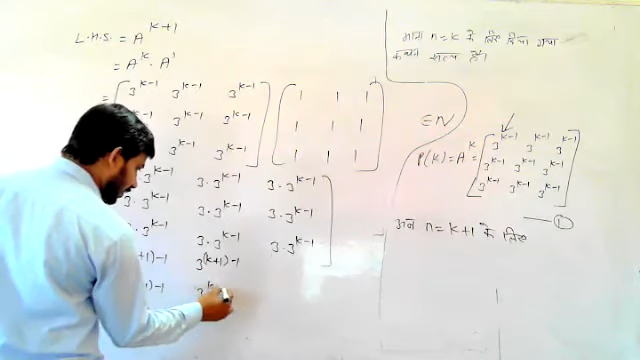 L.H.S. = A^{k+1}
= A^k . A^1
= [ 3^{k-1} 3^{k-1} 3^{k-1} ] [ 1 1 1 ]
3^{k-1} 3^{k-1} 1 1 1
3^{k-1} 3^{k-1} 1 1 1
3^{k-1} 3.3^{k-1} 3.3^{k-1} ]
3.3^{k-1} 3.3^{k-1} 3.3^{k-1}
3.3^{k-1} 3.3^{k-1} 3.3^{k-1}
+1)-1 3^{(k+1)-1}
)-1 3^k
माना n=k के लिए दिया गया
कथन सत्य है।
∈N
P(k) = A^k = [ 3^{k-1} 3^{k-1} 3^{k-1} ]
3^{k-1} 3^{k-1} 3^{k-1}
3^{k-1} 3^{k-1} 3^{k-1}
— ①
अब n=k+1 के लिए